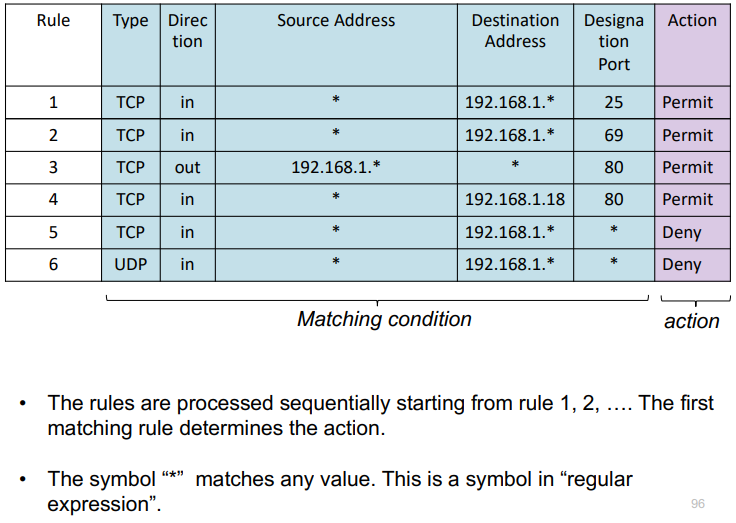 Rule Type Direc Source Address Destination Designa Action
tion Address tion
Port
1 TCP in * 192.168.1.* 25 Permit
2 TCP in * 192.168.1.* 69 Permit
3 TCP out 192.168.1.* * 80 Permit
4 TCP in * 192.168.1.18 80 Permit
5 TCP in * 192.168.1.* * Deny
6 UDP in * 192.168.1.* * Deny
Matching condition action
• The rules are processed sequentially starting from rule 1, 2, …. The first
matching rule determines the action.
• The symbol “*” matches any value. This is a symbol in “regular
expression”.
96